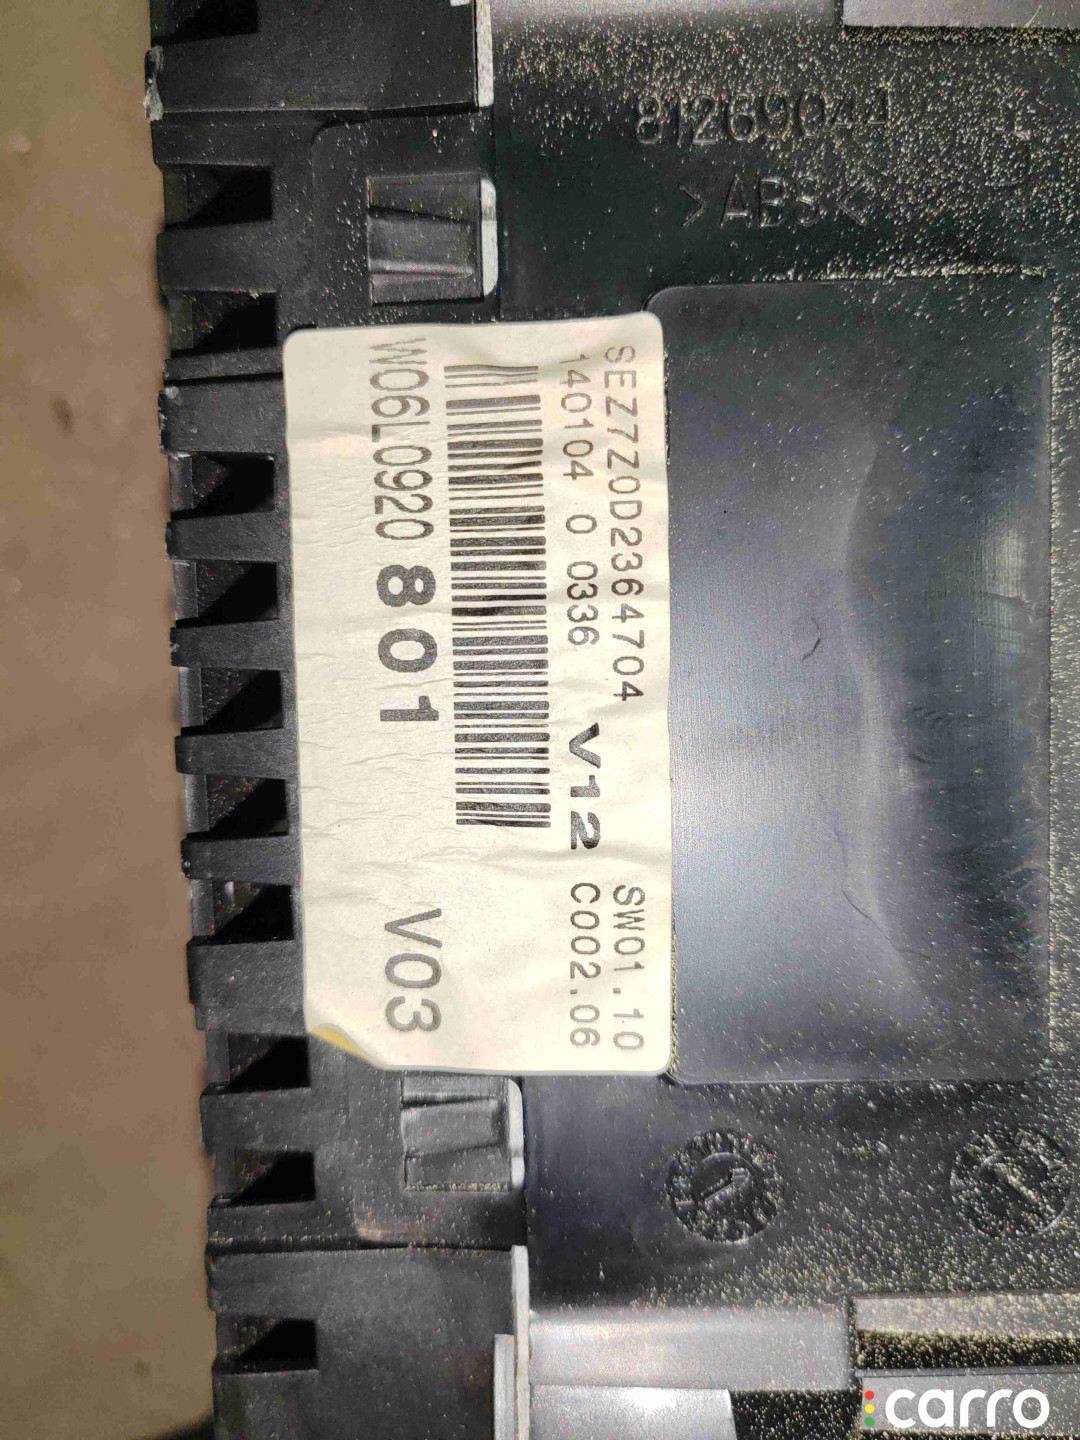 81269044
>ABS<
SEZ7Z0D2364704 SW01.10
140104 0 0336 V12 C002.06
W06L0920 801 V03
carro